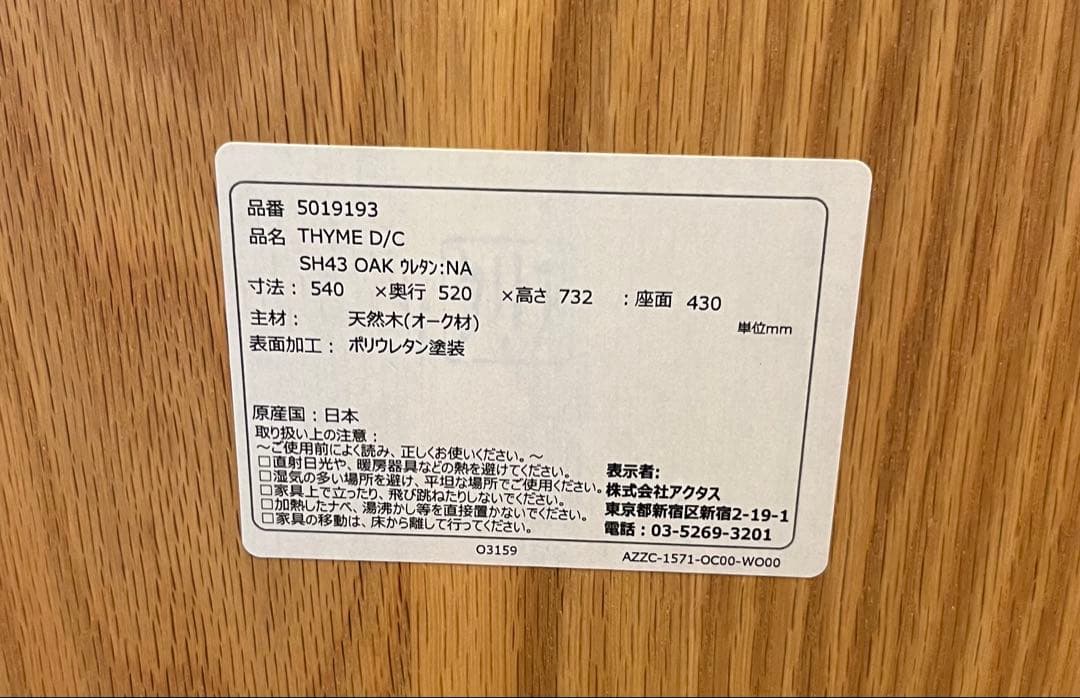 品番 5019193
品名 THYME D/C
SH43 OAK ウレタン:NA
寸法： 540 ×奥行 520 ×高さ 732 ：座面 430
単位mm
主材： 天然木(オーク材)
表面加工： ポリウレタン塗装
原産国：日本
取り扱い上の注意：
～ご使用前によく読み、正しくお使いください。～
□直射日光や、暖房器具などの熱を避けてください。
□湿気の多い場所を避け、平坦な場所でご使用ください。
□家具上で立ったり、飛び跳ねたりしないでください。
□加熱したナベ、湯沸かし等を直接置かないでください。
□家具の移動は、床から離して行ってください。
表示者:
株式会社アクタス
東京都新宿区新宿2-19-1
電話：03-5269-3201
O3159
AZZC-1571-OC00-WO00